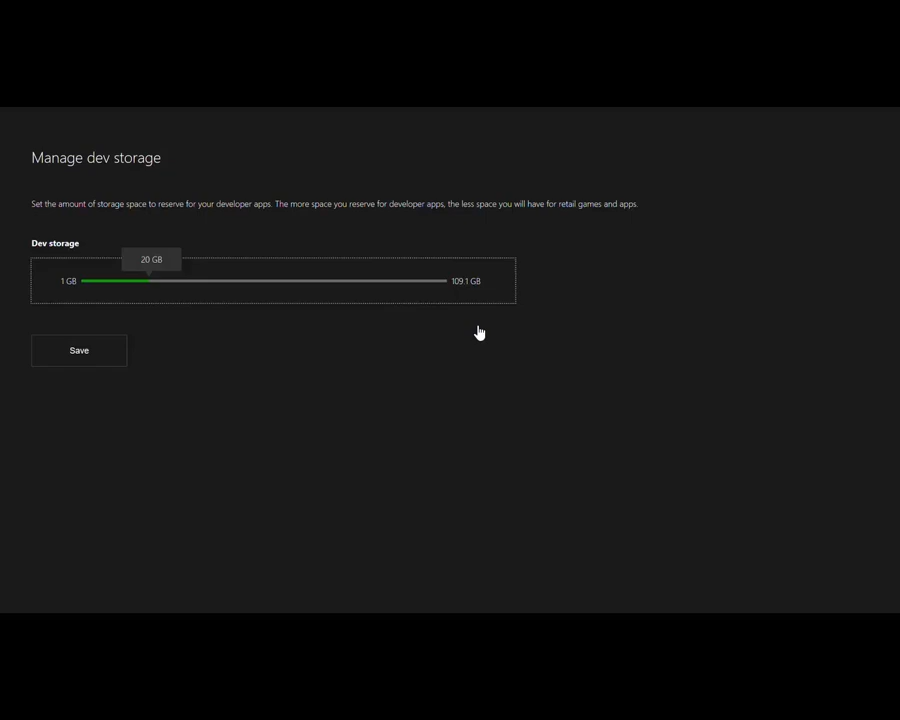 Manage dev storage
Set the amount of storage space to reserve for your developer apps. The more space you reserve for developer apps, the less space you will have for retail games and apps.
Dev storage
20 GB
1 GB 109.1 GB
Save